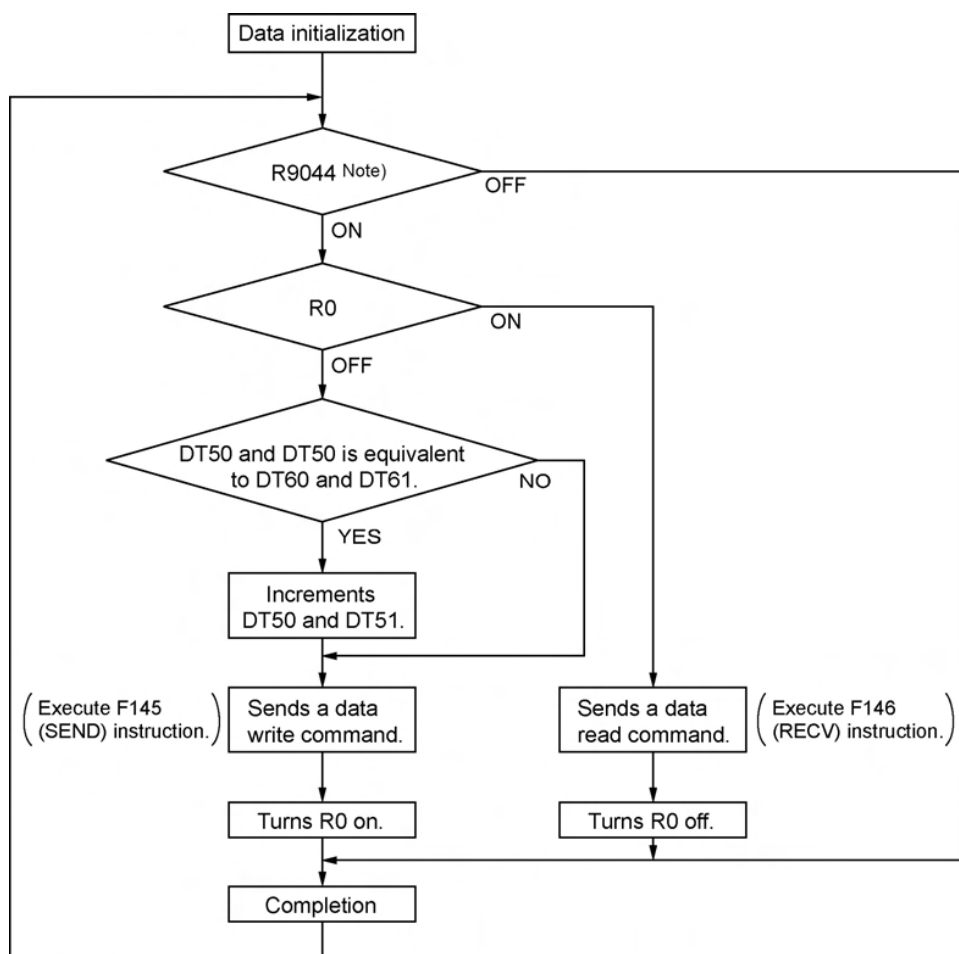 Data initialization
R9044 Note)
OFF
ON
R0
ON
OFF
DT50 and DT50 is equivalent
to DT60 and DT61.
NO
YES
Increments
DT50 and DT51.
(Execute F145
(SEND) instruction.)
Sends a data
write command.
Sends a data
read command.
(Execute F146
(RECV) instruction.)
Turns R0 on.
Turns R0 off.
Completion